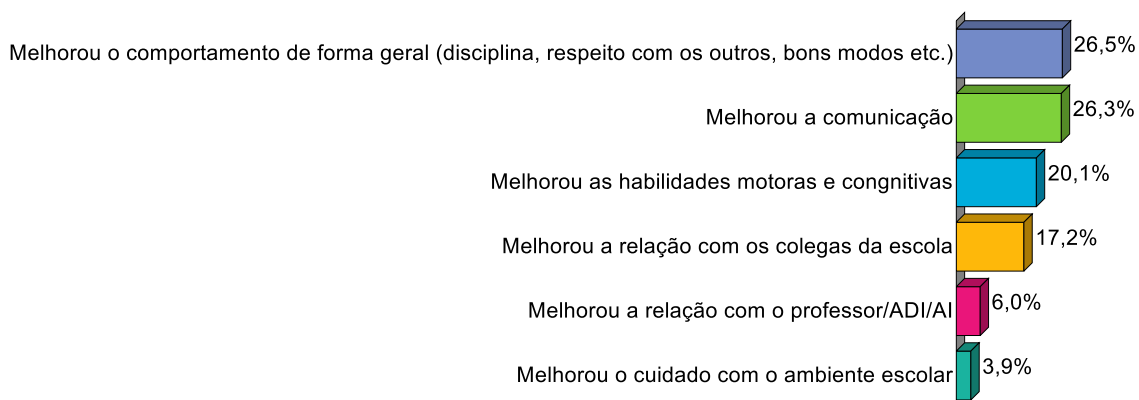 Melhorou o comportamento de forma geral (disciplina, respeito com os outros, bons modos etc.) 26,5%
Melhorou a comunicação 26,3%
Melhorou as habilidades motoras e congnitivas 20,1%
Melhorou a relação com os colegas da escola 17,2%
Melhorou a relação com o professor/ADI/AI 6,0%
Melhorou o cuidado com o ambiente escolar 3,9%